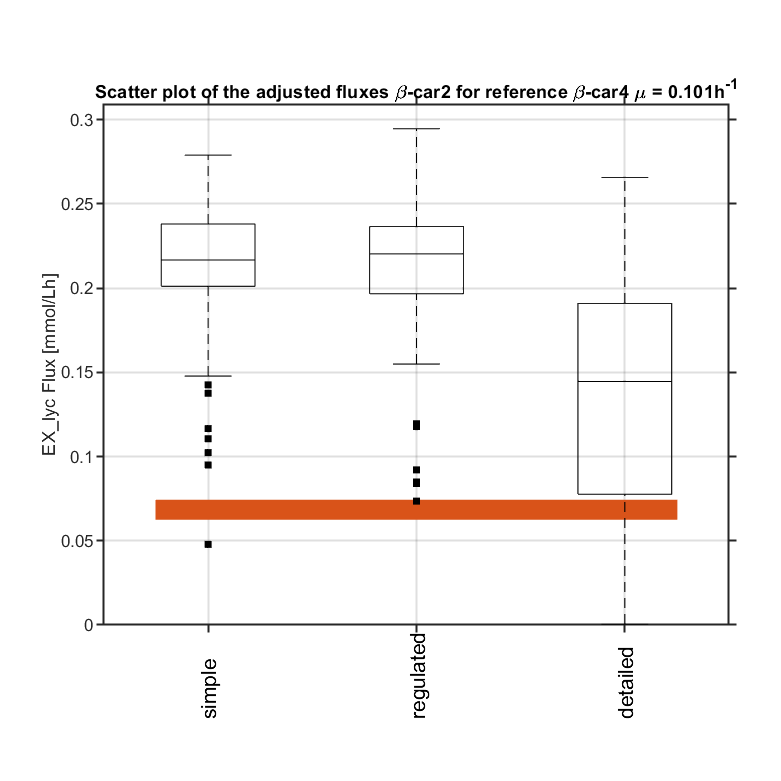 Scatter plot of the adjusted fluxes β-car2 for reference β-car4 μ = 0.101h⁻¹
EX_lyc Flux [mmol/Lh]
0.3
0.25
0.2
0.15
0.1
0.05
0
simple
regulated
detailed